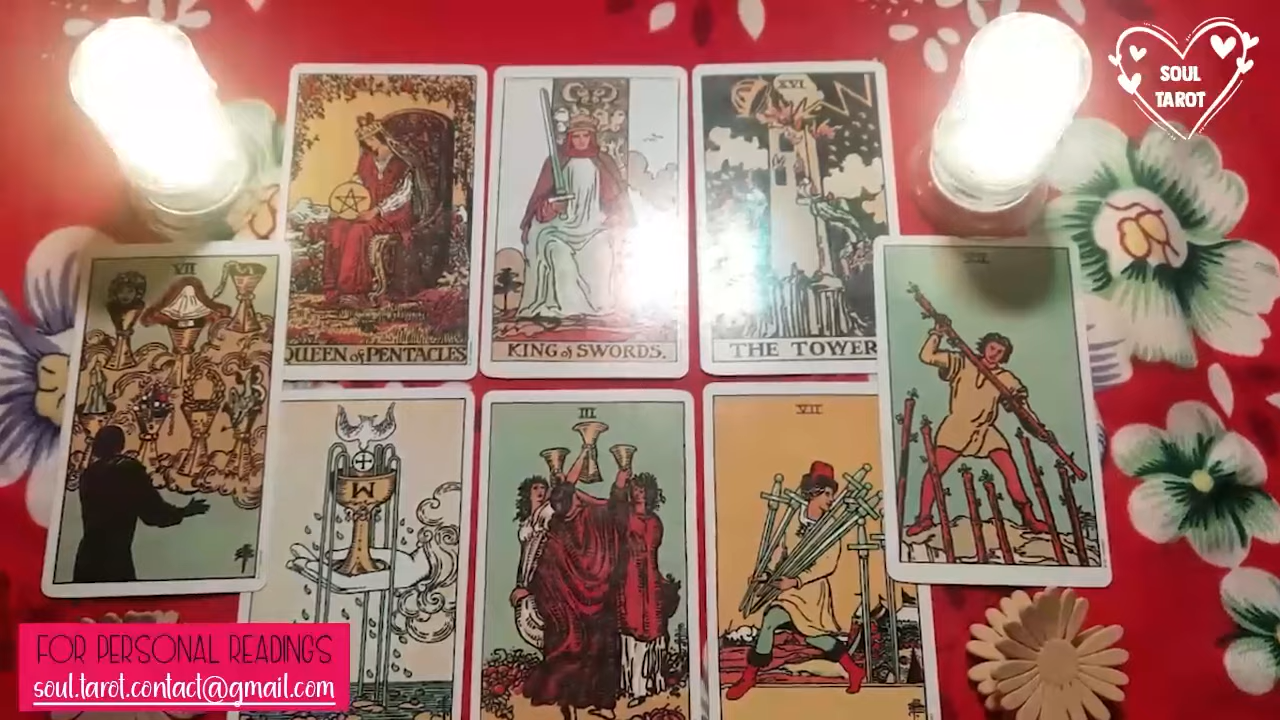 SOUL
TAROT
XVI
QUEEN of PENTACLES
KING of SWORDS.
THE TOWER
VII
III
VII
FOR PERSONAL READINGS
soul.tarot.contact@gmail.com